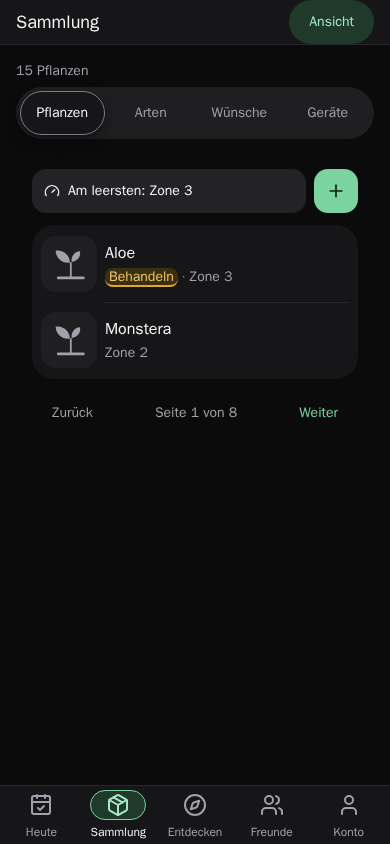 Sammlung
Ansicht
15 Pflanzen
Pflanzen
Arten
Wünsche
Geräte
Am leersten: Zone 3
Aloe
Behandeln · Zone 3
Monstera
Zone 2
Zurück
Seite 1 von 8
Weiter
Heute
Sammlung
Entdecken
Freunde
Konto